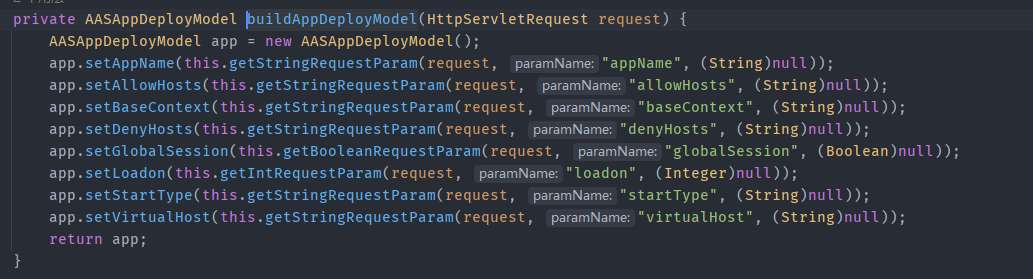 private AASAppDeployModel buildAppDeployModel(HttpServletRequest request) {
AASAppDeployModel app = new AASAppDeployModel();
app.setAppName(this.getStringRequestParam(request, paramName: "appName", (String)null));
app.setAllowHosts(this.getStringRequestParam(request, paramName: "allowHosts", (String)null));
app.setBaseContext(this.getStringRequestParam(request, paramName: "baseContext", (String)null));
app.setDenyHosts(this.getStringRequestParam(request, paramName: "denyHosts", (String)null));
app.setGlobalSession(this.getBooleanRequestParam(request, paramName: "globalSession", (Boolean)null));
app.setLoadon(this.getIntRequestParam(request, paramName: "loadon", (Integer)null));
app.setStartType(this.getStringRequestParam(request, paramName: "startType", (String)null));
app.setVirtualHost(this.getStringRequestParam(request, paramName: "virtualHost", (String)null));
return app;
}